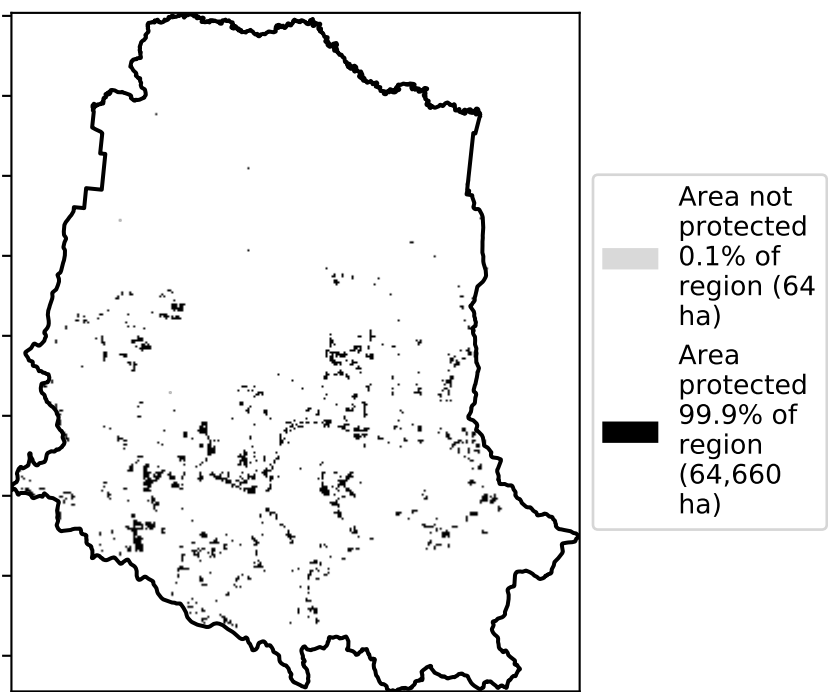 Area not
protected
0.1% of
region (64
ha)
Area
protected
99.9% of
region
(64,660
ha)